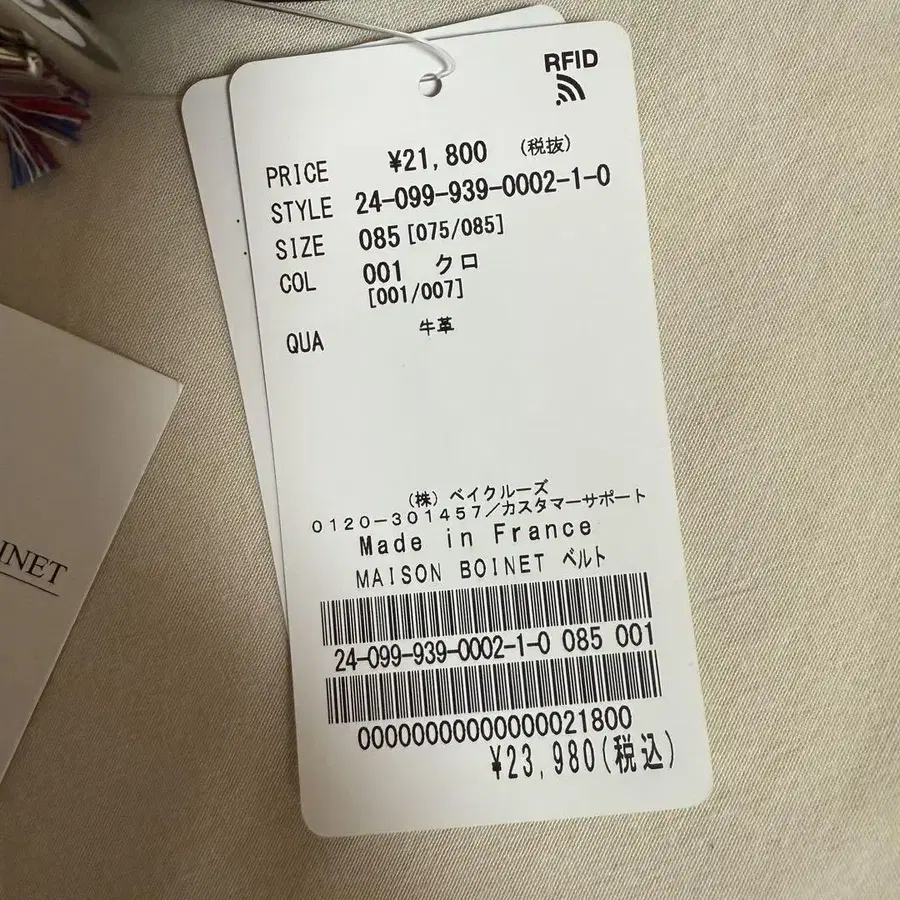 RFID
PRICE ¥21,800 (税抜)
STYLE 24-099-939-0002-1-0
SIZE 085[075/085]
COL 001 クロ
[001/007]
QUA 牛革
(株) ベイクルーズ
0120-301457/カスタマーサポート
Made in France
MAISON BOINET ベルト
24-099-939-0002-1-0 085 001
00000000000000021800
¥23,980(税込)
INET